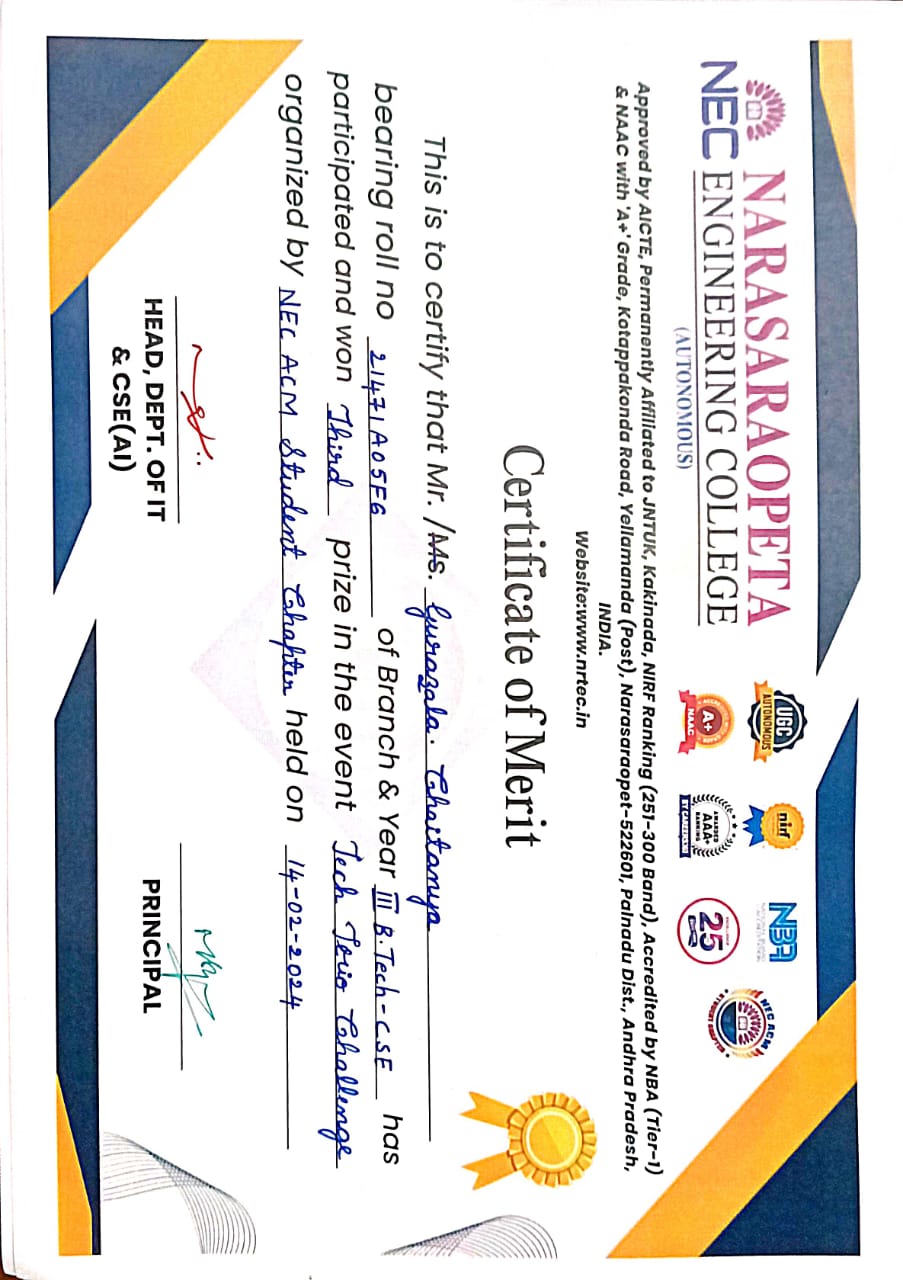 NEC
NARASARAOPETA
ENGINEERING COLLEGE
(AUTONOMOUS)
UGC
AUTONOMOUS
nirf
NBA
NATIONAL BOARD
OF ACCREDITATION
NEC ACM
STUDENT CHAPTER
A+
NAAC
AWARDED
AAA+
RANKING
BY CAREERS360
EXCELLENCE
25
Approved by AICTE, Permanently Affiliated to JNTUK, Kakinada, NIRF Ranking (251-300 Band), Accredited by NBA (Tier-1)
& NAAC with 'A+' Grade, Kotappakonda Road, Yellamanda (Post), Narasaraopet-522601, Palnadu Dist., Andhra Pradesh,
INDIA.
Website:www.nrtec.in
Certificate of Merit
This is to certify that Mr. /Ms. Gurazala. Chaitanya
bearing roll no 21471A05F6 of Branch & Year III B.Tech-CSE has
participated and won Third prize in the event Tech Trio Challenge
organized by NEC ACM Student Chapter held on 14-02-2024
HEAD, DEPT. OF IT
& CSE(AI)
PRINCIPAL